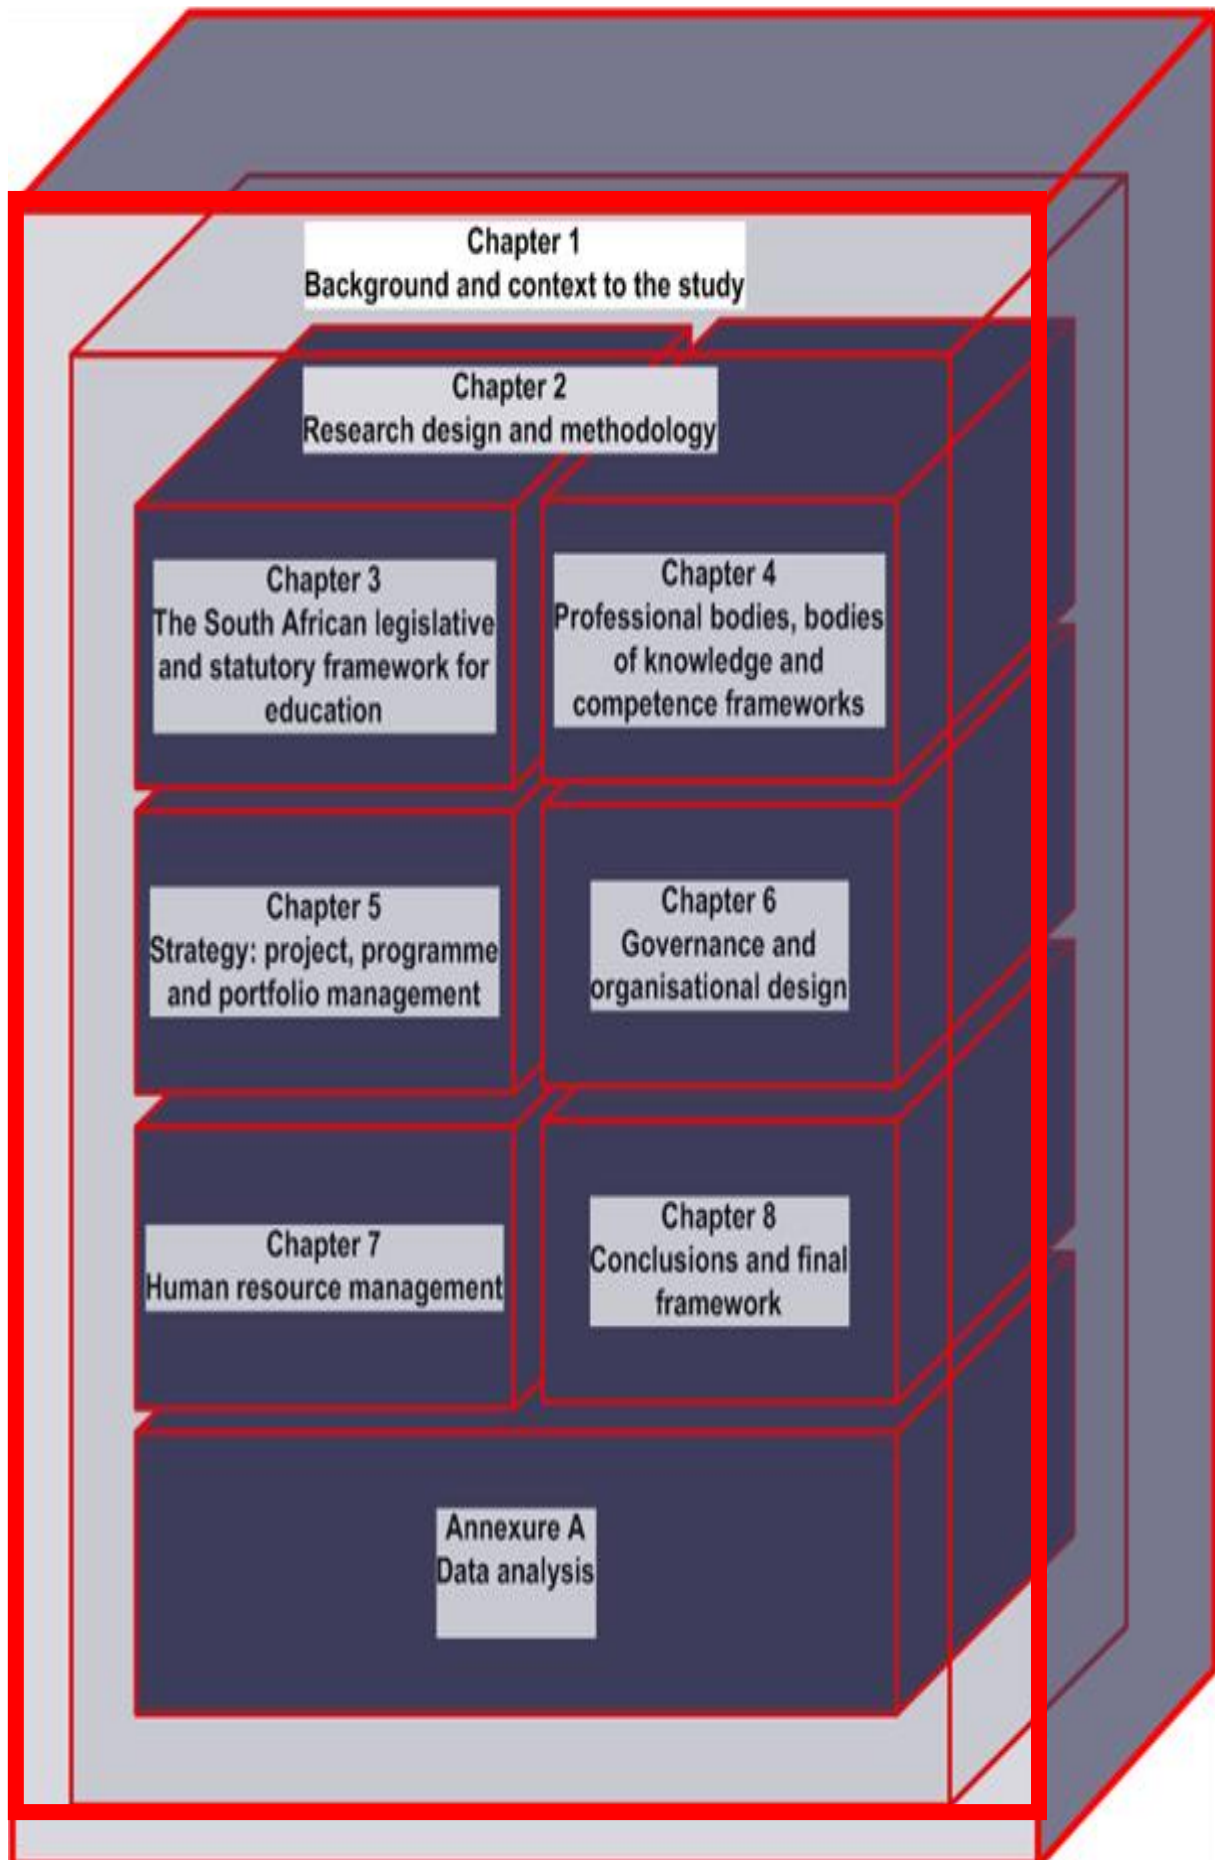 Chapter 1
Background and context to the study
Chapter 2
Research design and methodology
Chapter 3
The South African legislative
and statutory framework for
education
Chapter 4
Professional bodies, bodies
of knowledge and
competence frameworks
Chapter 5
Strategy: project, programme
and portfolio management
Chapter 6
Governance and
organisational design
Chapter 7
Human resource management
Chapter 8
Conclusions and final
framework
Annexure A
Data analysis